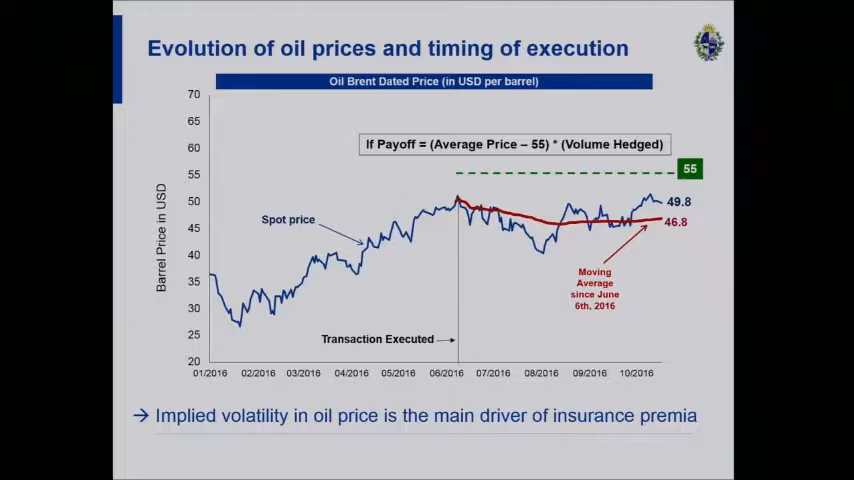 Evolution of oil prices and timing of execution
Oil Brent Dated Price (in USD per barrel)
70
65
60
55
50
45
40
35
30
25
20
Barrel Price in USD
If Payoff = (Average Price – 55) * (Volume Hedged)
55
49.8
46.8
Spot price
Moving
Average
since June
6th, 2016
Transaction Executed
01/2016 02/2016 03/2016 04/2016 05/2016 06/2016 07/2016 08/2016 09/2016 10/2016
→ Implied volatility in oil price is the main driver of insurance premia